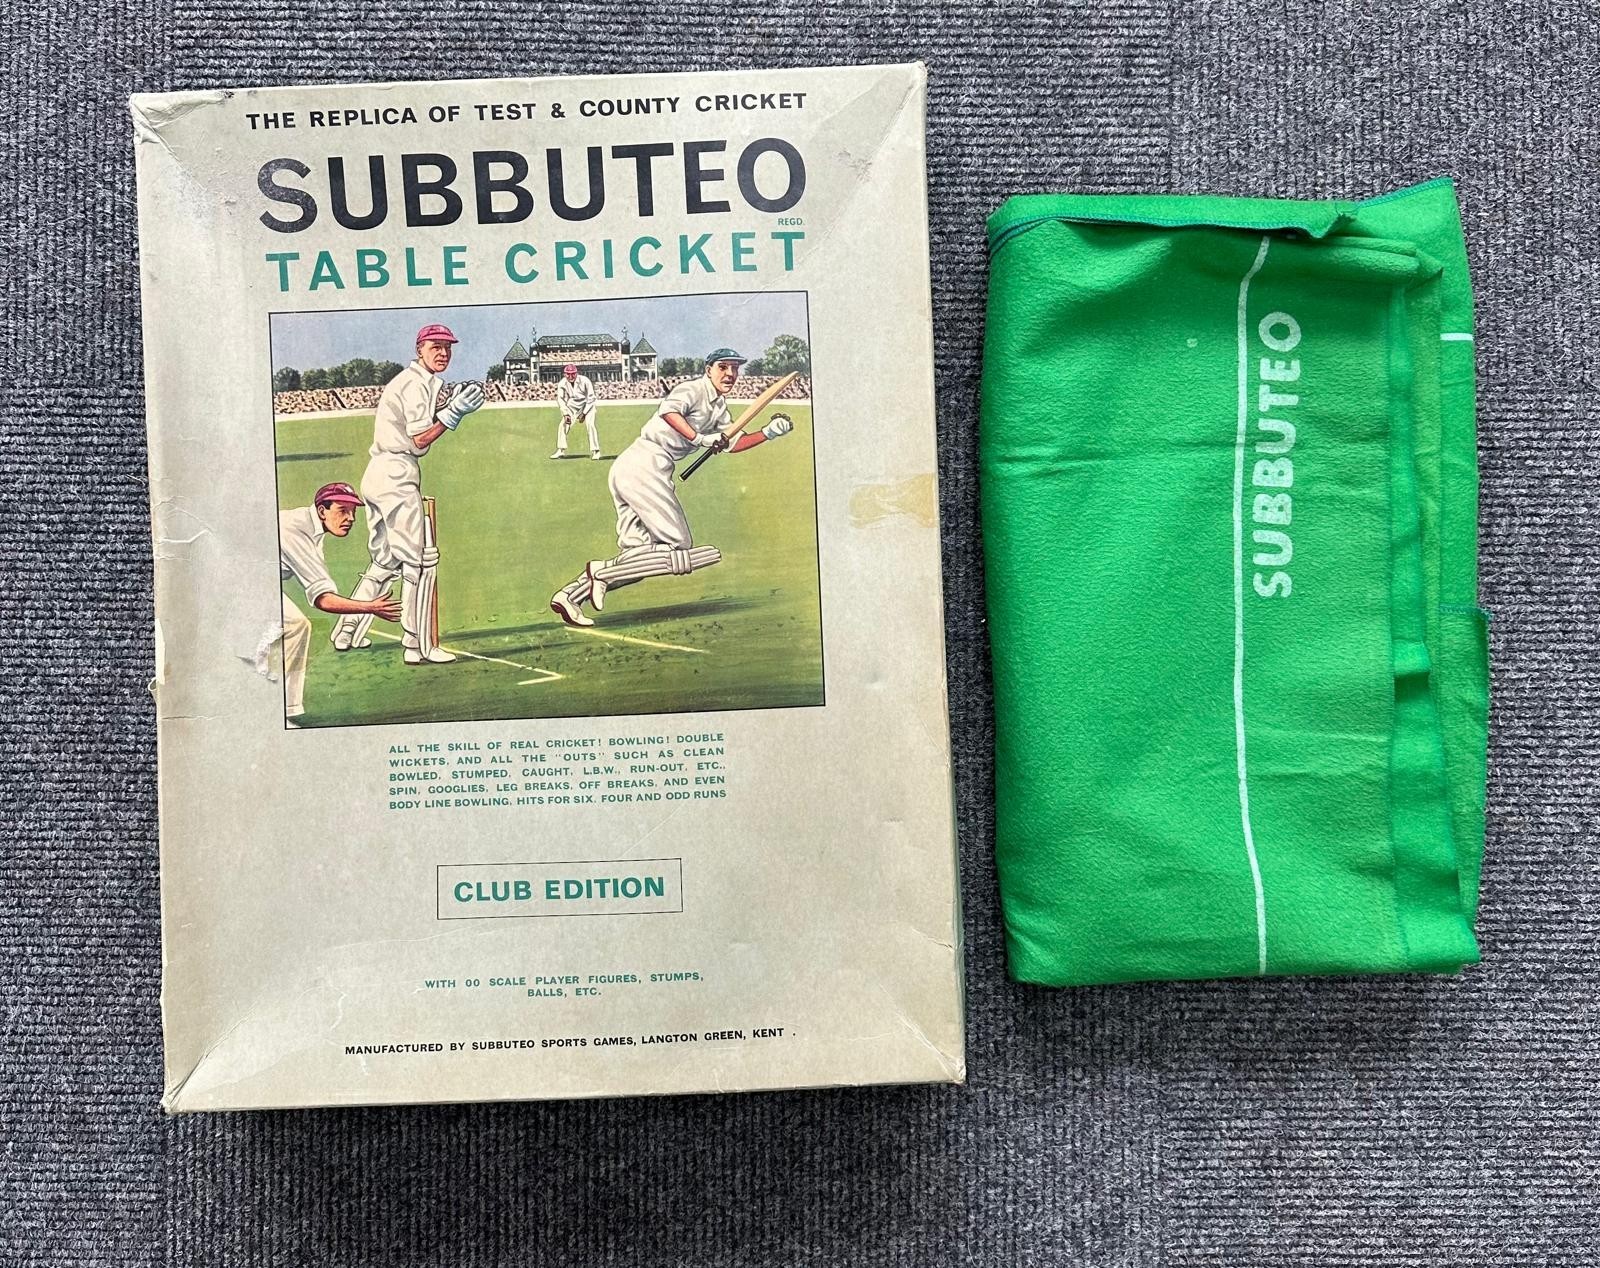 THE REPLICA OF TEST & COUNTY CRICKET
SUBBUTEO
REGD.
TABLE CRICKET
ALL THE SKILL OF REAL CRICKET! BOWLING! DOUBLE
WICKETS, AND ALL THE "OUTS" SUCH AS CLEAN
BOWLED, STUMPED, CAUGHT, L.B.W., RUN-OUT, ETC.,
SPIN, GOOGLIES, LEG BREAKS, OFF BREAKS, AND EVEN
BODY LINE BOWLING. HITS FOR SIX, FOUR AND ODD RUNS
CLUB EDITION
WITH 00 SCALE PLAYER FIGURES, STUMPS,
BALLS, ETC.
MANUFACTURED BY SUBBUTEO SPORTS GAMES, LANGTON GREEN, KENT .
SUBBUTEO